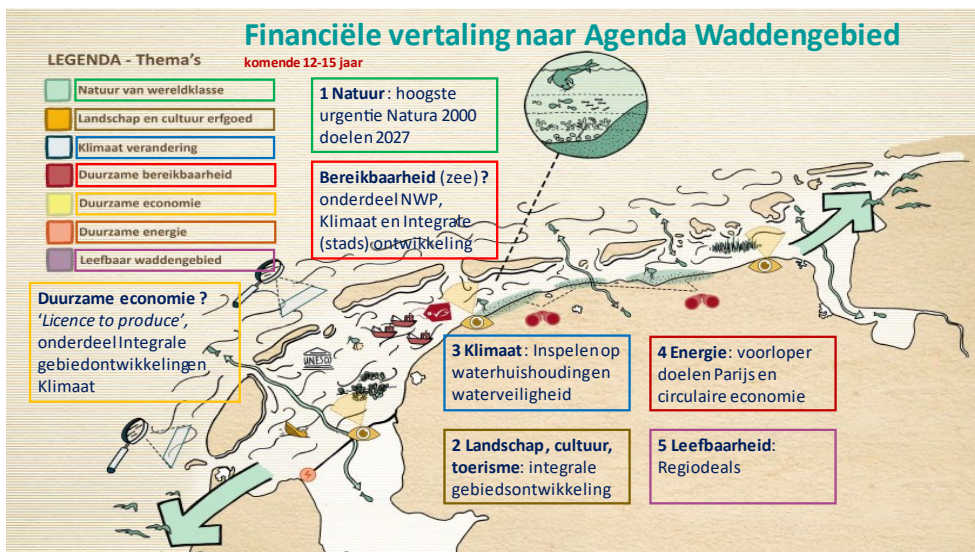 Financiële vertaling naar Agenda Waddengebied
komende 12-15 jaar
LEGENDA - Thema's
Natuur van wereldklasse
Landschap en cultuur erfgoed
Klimaat verandering
Duurzame bereikbaarheid
Duurzame economie
Duurzame energie
Leefbaar waddengebied
1 Natuur: hoogste
urgentie Natura 2000
doelen 2027
Bereikbaarheid (zee) ?
onderdeel NWP,
Klimaat en Integrale
(stads)ontwikkeling
Duurzame economie ?
'Licence to produce',
onderdeel Integrale
gebiedontwikkeling en
Klimaat
UNESCO
3 Klimaat: Inspelen op
waterhuishouding en
waterveiligheid
4 Energie: voorloper
doelen Parijs en
circulaire economie
2 Landschap, cultuur,
toerisme: integrale
gebiedsontwikkeling
5 Leefbaarheid:
Regiodeals